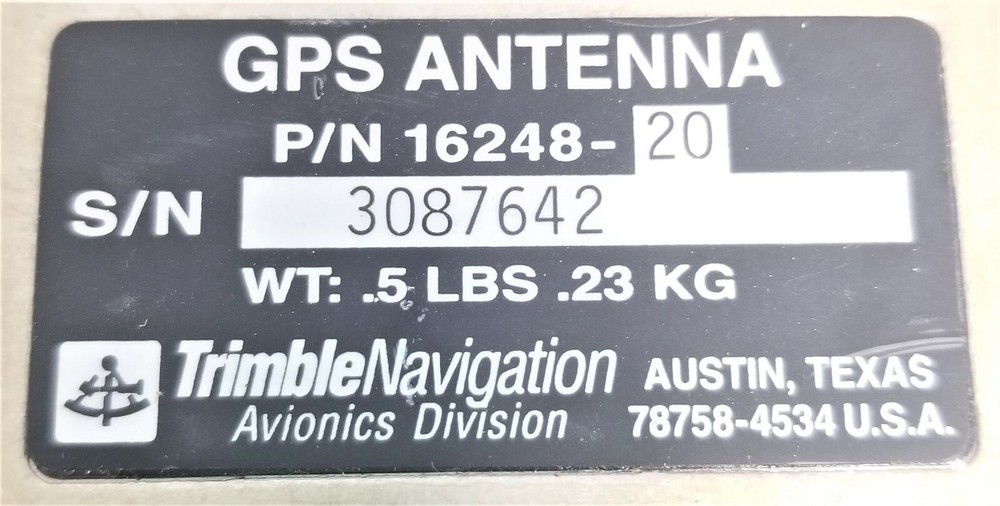 GPS ANTENNA
P/N 16248-20
S/N 3087642
WT: .5 LBS .23 KG
TrimbleNavigation
Avionics Division
AUSTIN, TEXAS
78758-4534 U.S.A.